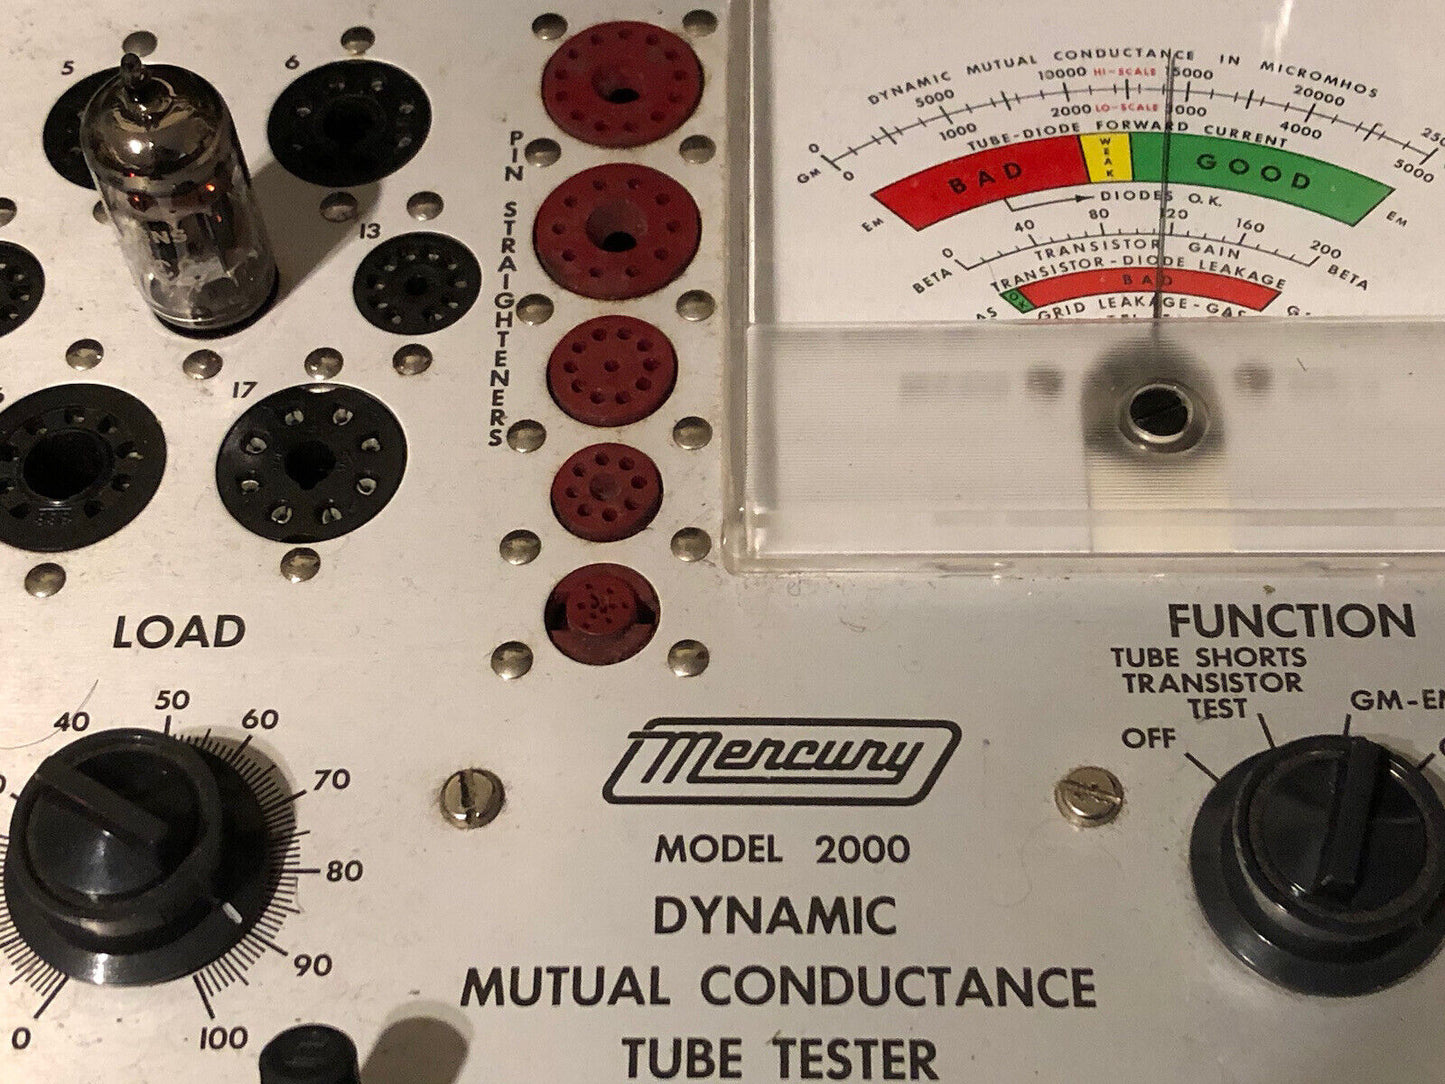 5
6
13
17
PIN STRAIGHTENERS
DYNAMIC MUTUAL CONDUCTANCE IN MICROMHOS
0 5000 10000 HI-SCALE 15000 20000
GM 0 1000 2000 LO-SCALE 3000 4000 5000
TUBE-DIODE FORWARD CURRENT
BAD WEAK GOOD
EM DIODES O.K. EM
0 40 80 120 160 200
BETA TRANSISTOR GAIN BETA
TRANSISTOR-DIODE LEAKAGE
OK BAD
GRID LEAKAGE-GAS
LOAD
0 40 50 60 70 80 90 100
FUNCTION
TUBE SHORTS
TRANSISTOR
TEST
OFF
GM-EM
Mercury
MODEL 2000
DYNAMIC
MUTUAL CONDUCTANCE
TUBE TESTER